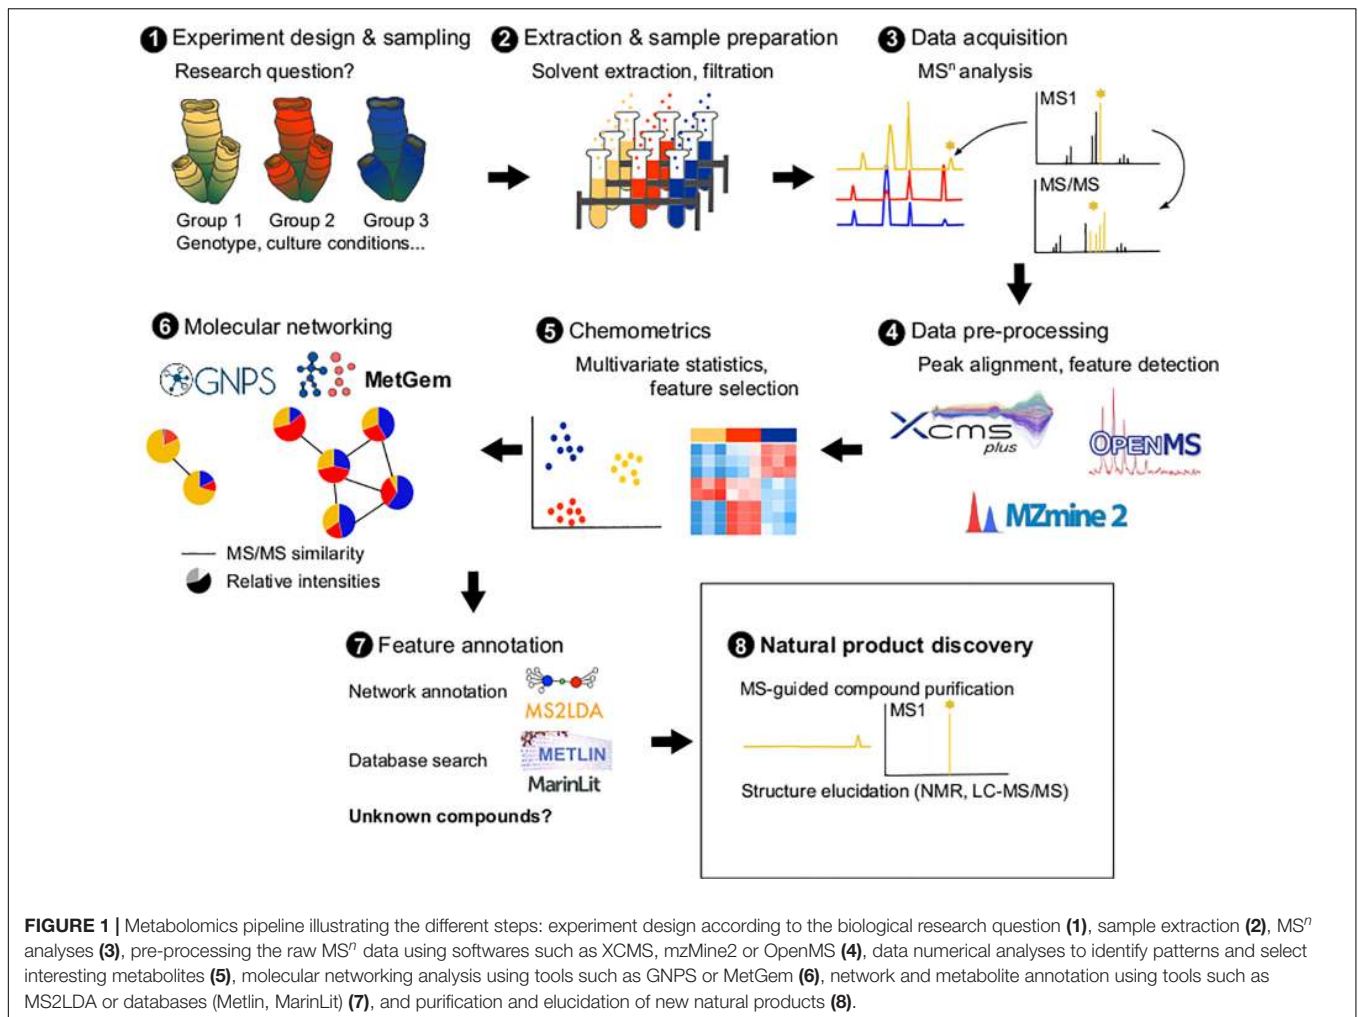 1 Experiment design & sampling
Research question?
Group 1 Group 2 Group 3
Genotype, culture conditions...
2 Extraction & sample preparation
Solvent extraction, filtration
3 Data acquisition
MSⁿ analysis
MS1
MS/MS
4 Data pre-processing
Peak alignment, feature detection
Xcms
plus
OPENMS
MZmine 2
5 Chemometrics
Multivariate statistics,
feature selection
6 Molecular networking
GNPS
MetGem
MS/MS similarity
Relative intensities
7 Feature annotation
Network annotation
MS2LDA
Database search
METLIN
MarinLit
Unknown compounds?
8 Natural product discovery
MS-guided compound purification
MS1
Structure elucidation (NMR, LC-MS/MS)
FIGURE 1 | Metabolomics pipeline illustrating the different steps: experiment design according to the biological research question (1), sample extraction (2), MSⁿ
analyses (3), pre-processing the raw MSⁿ data using softwares such as XCMS, mzMine2 or OpenMS (4), data numerical analyses to identify patterns and select
interesting metabolites (5), molecular networking analysis using tools such as GNPS or MetGem (6), network and metabolite annotation using tools such as
MS2LDA or databases (Metlin, MarinLit) (7), and purification and elucidation of new natural products (8).